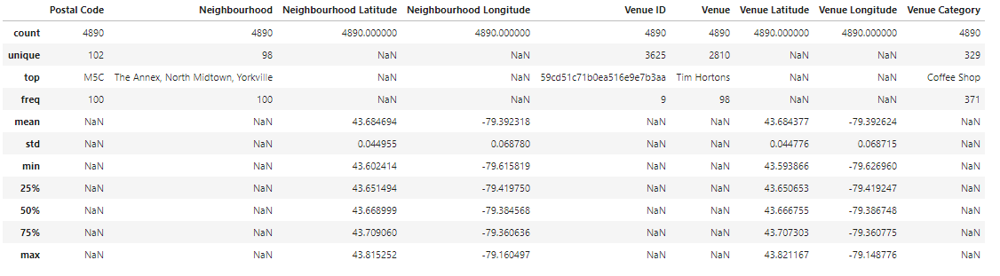 Postal Code Neighbourhood Neighbourhood Latitude Neighbourhood Longitude Venue ID Venue Venue Latitude Venue Longitude Venue Category
count 4890 4890 4890.000000 4890.000000 4890 4890 4890.000000 4890.000000 4890
unique 102 98 NaN NaN 3625 2810 NaN NaN 329
top M5C The Annex, North Midtown, Yorkville NaN NaN 59cd51c71b0ea516e9e7b3aa Tim Hortons NaN NaN Coffee Shop
freq 100 100 NaN NaN 9 98 NaN NaN 371
mean NaN NaN 43.684694 -79.392318 NaN NaN 43.684377 -79.392624 NaN
std NaN NaN 0.044955 0.068780 NaN NaN 0.044776 0.068715 NaN
min NaN NaN 43.602414 -79.615819 NaN NaN 43.593866 -79.626960 NaN
25% NaN NaN 43.651494 -79.419750 NaN NaN 43.650653 -79.419247 NaN
50% NaN NaN 43.668999 -79.384568 NaN NaN 43.666755 -79.386748 NaN
75% NaN NaN 43.709060 -79.360636 NaN NaN 43.707303 -79.360775 NaN
max NaN NaN 43.815252 -79.160497 NaN NaN 43.821167 -79.148776 NaN